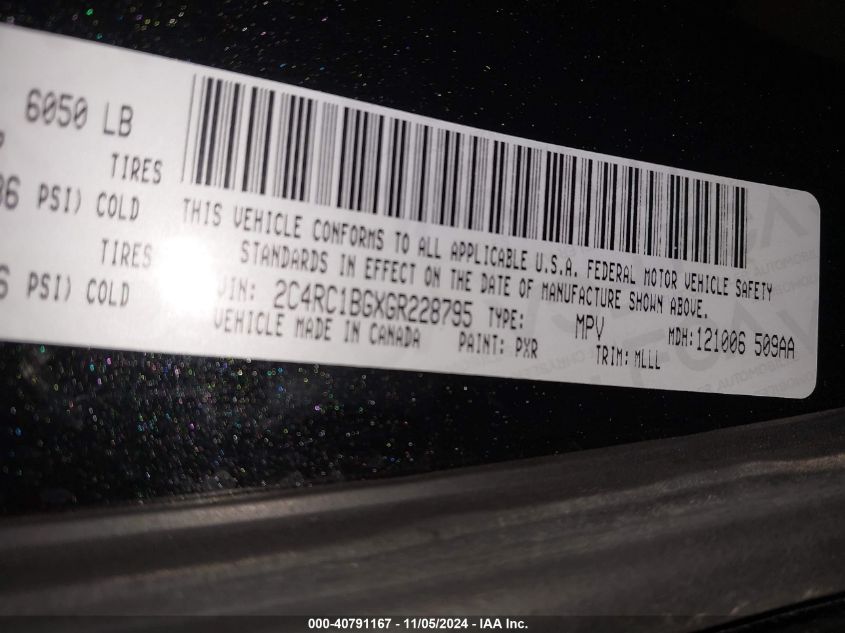 6050 LB
TIRES
PSI) COLD
TIRES
PSI) COLD
THIS VEHICLE CONFORMS TO ALL APPLICABLE U.S.A. FEDERAL MOTOR VEHICLE SAFETY
STANDARDS IN EFFECT ON THE DATE OF MANUFACTURE SHOWN ABOVE.
VIN: 2C4RC1BGXGR228795 TYPE: MPV MDH:121006 509AA
VEHICLE MADE IN CANADA PAINT: PXR TRIM: MLLL
000-40791167 - 11/05/2024 - IAA Inc.